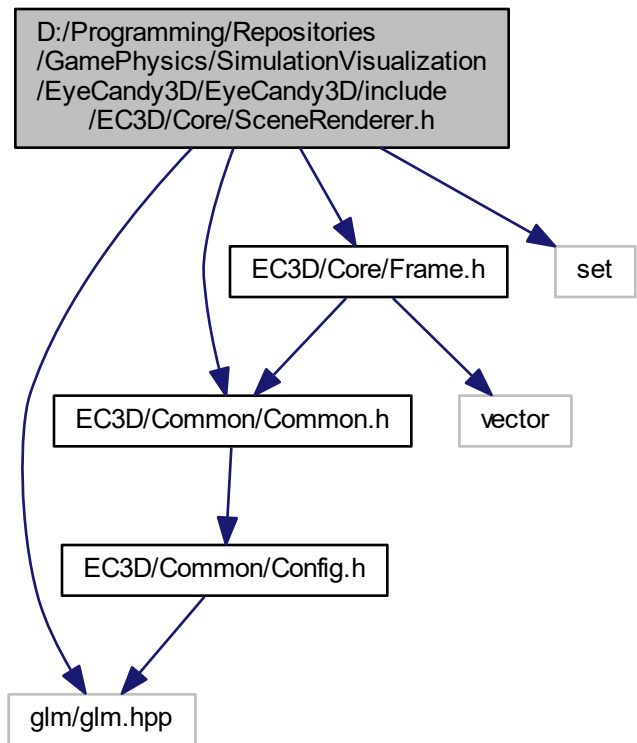 D:/Programming/Repositories
/GamePhysics/SimulationVisualization
/EyeCandy3D/EyeCandy3D/include
/EC3D/Core/SceneRenderer.h
EC3D/Core/Frame.h
set
EC3D/Common/Common.h
vector
EC3D/Common/Config.h
glm/glm.hpp